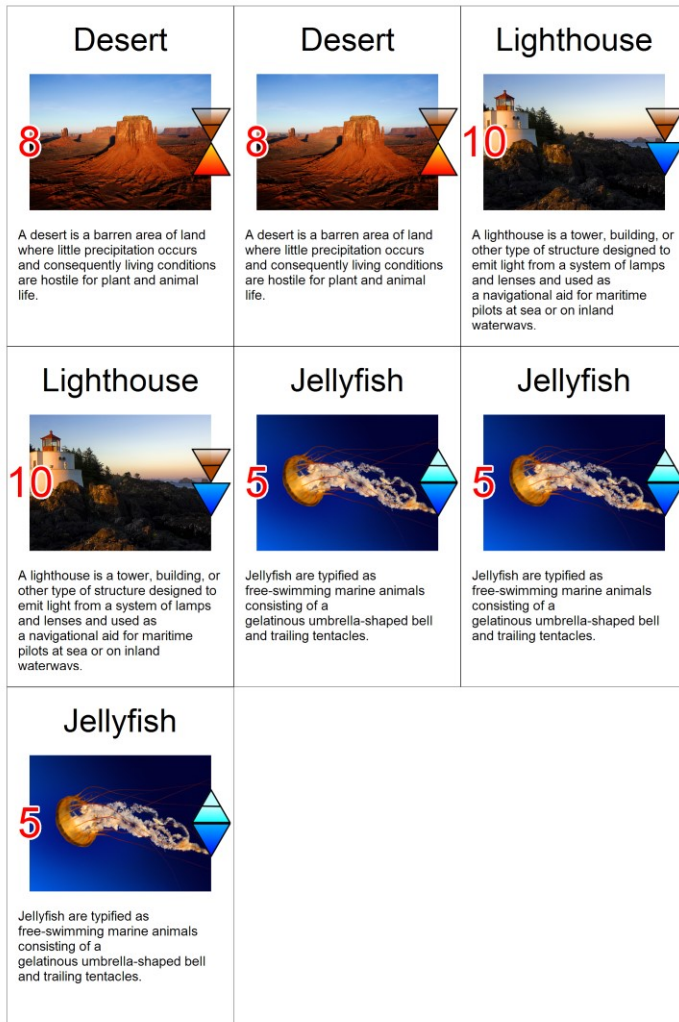 Desert
8
A desert is a barren area of land
where little precipitation occurs
and consequently living conditions
are hostile for plant and animal
life.
Desert
8
A desert is a barren area of land
where little precipitation occurs
and consequently living conditions
are hostile for plant and animal
life.
Lighthouse
10
A lighthouse is a tower, building, or
other type of structure designed to
emit light from a system of lamps
and lenses and used as
a navigational aid for maritime
pilots at sea or on inland
waterways.
Lighthouse
10
A lighthouse is a tower, building, or
other type of structure designed to
emit light from a system of lamps
and lenses and used as
a navigational aid for maritime
pilots at sea or on inland
waterways.
Jellyfish
5
Jellyfish are typified as
free-swimming marine animals
consisting of a
gelatinous umbrella-shaped bell
and trailing tentacles.
Jellyfish
5
Jellyfish are typified as
free-swimming marine animals
consisting of a
gelatinous umbrella-shaped bell
and trailing tentacles.
Jellyfish
5
Jellyfish are typified as
free-swimming marine animals
consisting of a
gelatinous umbrella-shaped bell
and trailing tentacles.